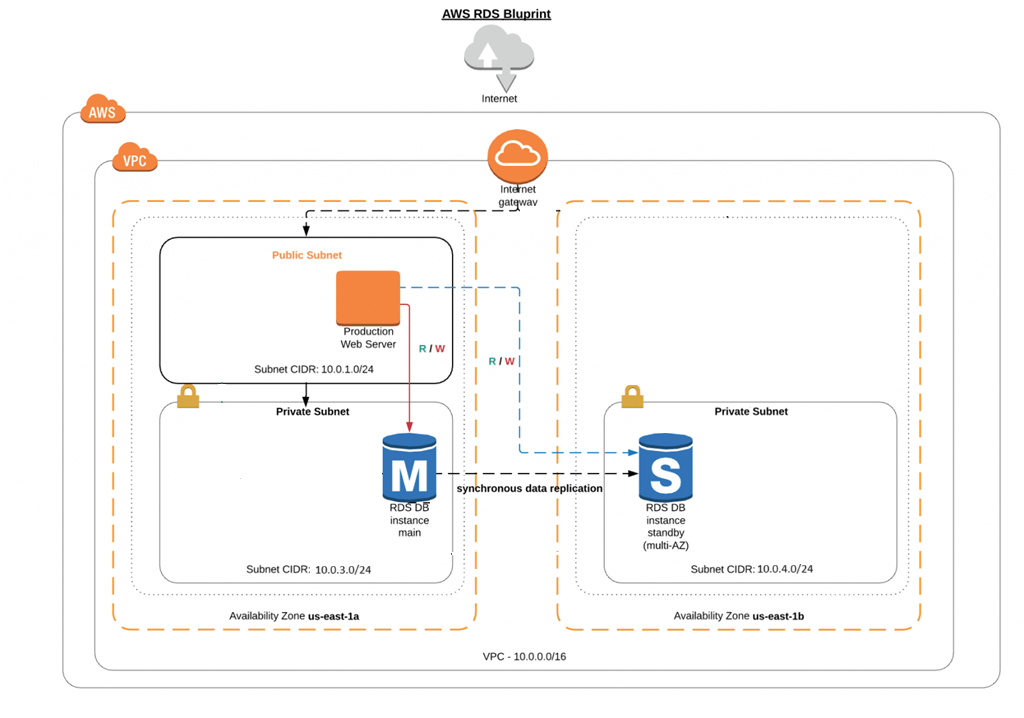 AWS RDS Bluprint
Internet
AWS
VPC
Internet
gatewav
Public Subnet
Production
Web Server
R / W
R / W
Subnet CIDR: 10.0.1.0/24
Private Subnet
Private Subnet
M
S
synchronous data replication
RDS DB
instance
main
RDS DB
instance
standby
(multi-AZ)
Subnet CIDR: 10.0.3.0/24
Subnet CIDR: 10.0.4.0/24
Availability Zone us-east-1a
Availability Zone us-east-1b
VPC - 10.0.0.0/16